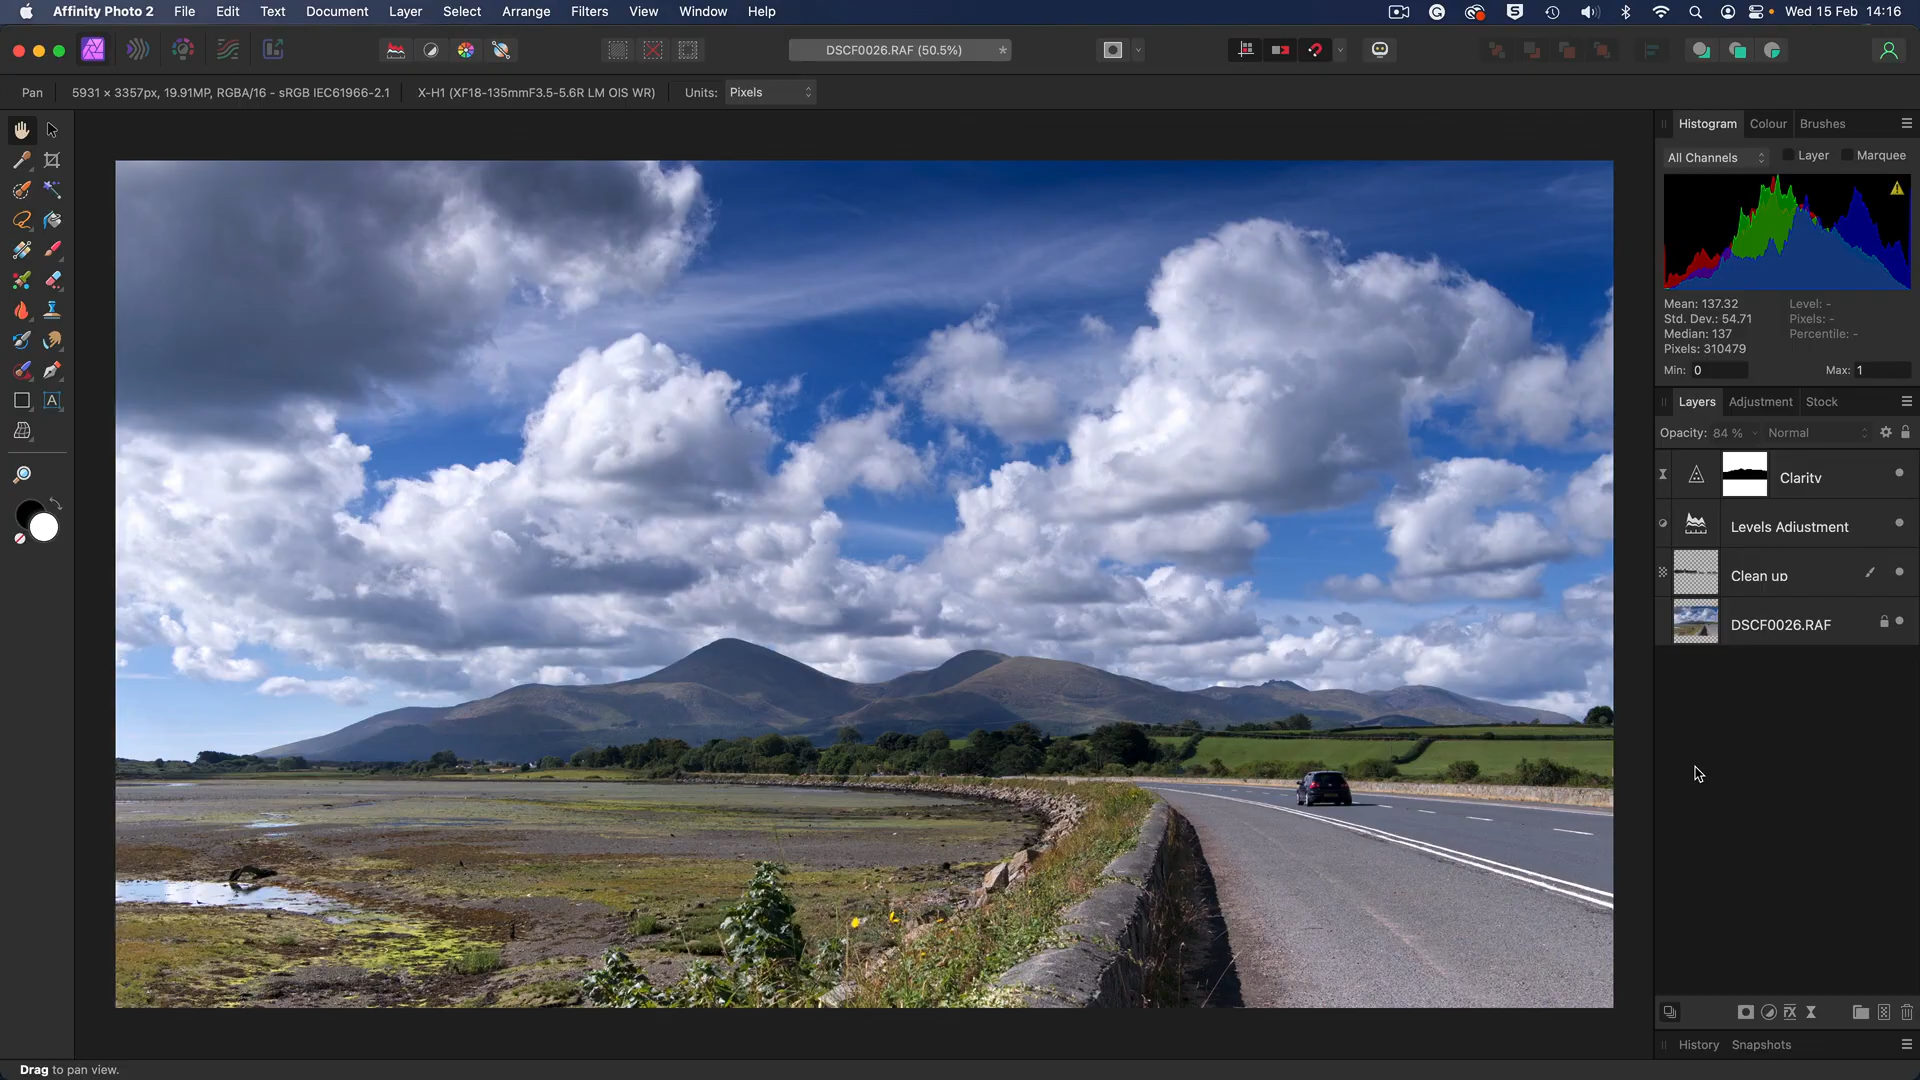 Affinity Photo 2 File Edit Text Document Layer Select Arrange Filters View Window Help Wed 15 Feb 14:16
DSCF0026.RAF (50.5%) *
Pan 5931 × 3357px, 19.91MP, RGBA/16 - sRGB IEC61966-2.1 X-H1 (XF18-135mmF3.5-5.6R LM OIS WR) Units: Pixels
Histogram Colour Brushes
All Channels Layer Marquee
Mean: 137.32 Level: -
Std. Dev.: 54.71 Pixels: -
Median: 137 Percentile: -
Pixels: 310479
Min: 0 Max: 1
Layers Adjustment Stock
Opacity: 84 % Normal
Clarity
Levels Adjustment
Clean up
DSCF0026.RAF
History Snapshots
Drag to pan view.